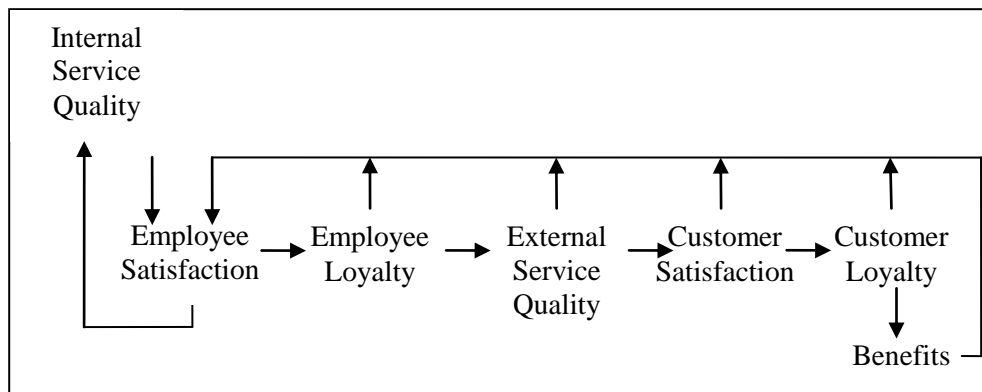 Internal
Service
Quality
Employee
Satisfaction
Employee
Loyalty
External
Service
Quality
Customer
Satisfaction
Customer
Loyalty
Benefits